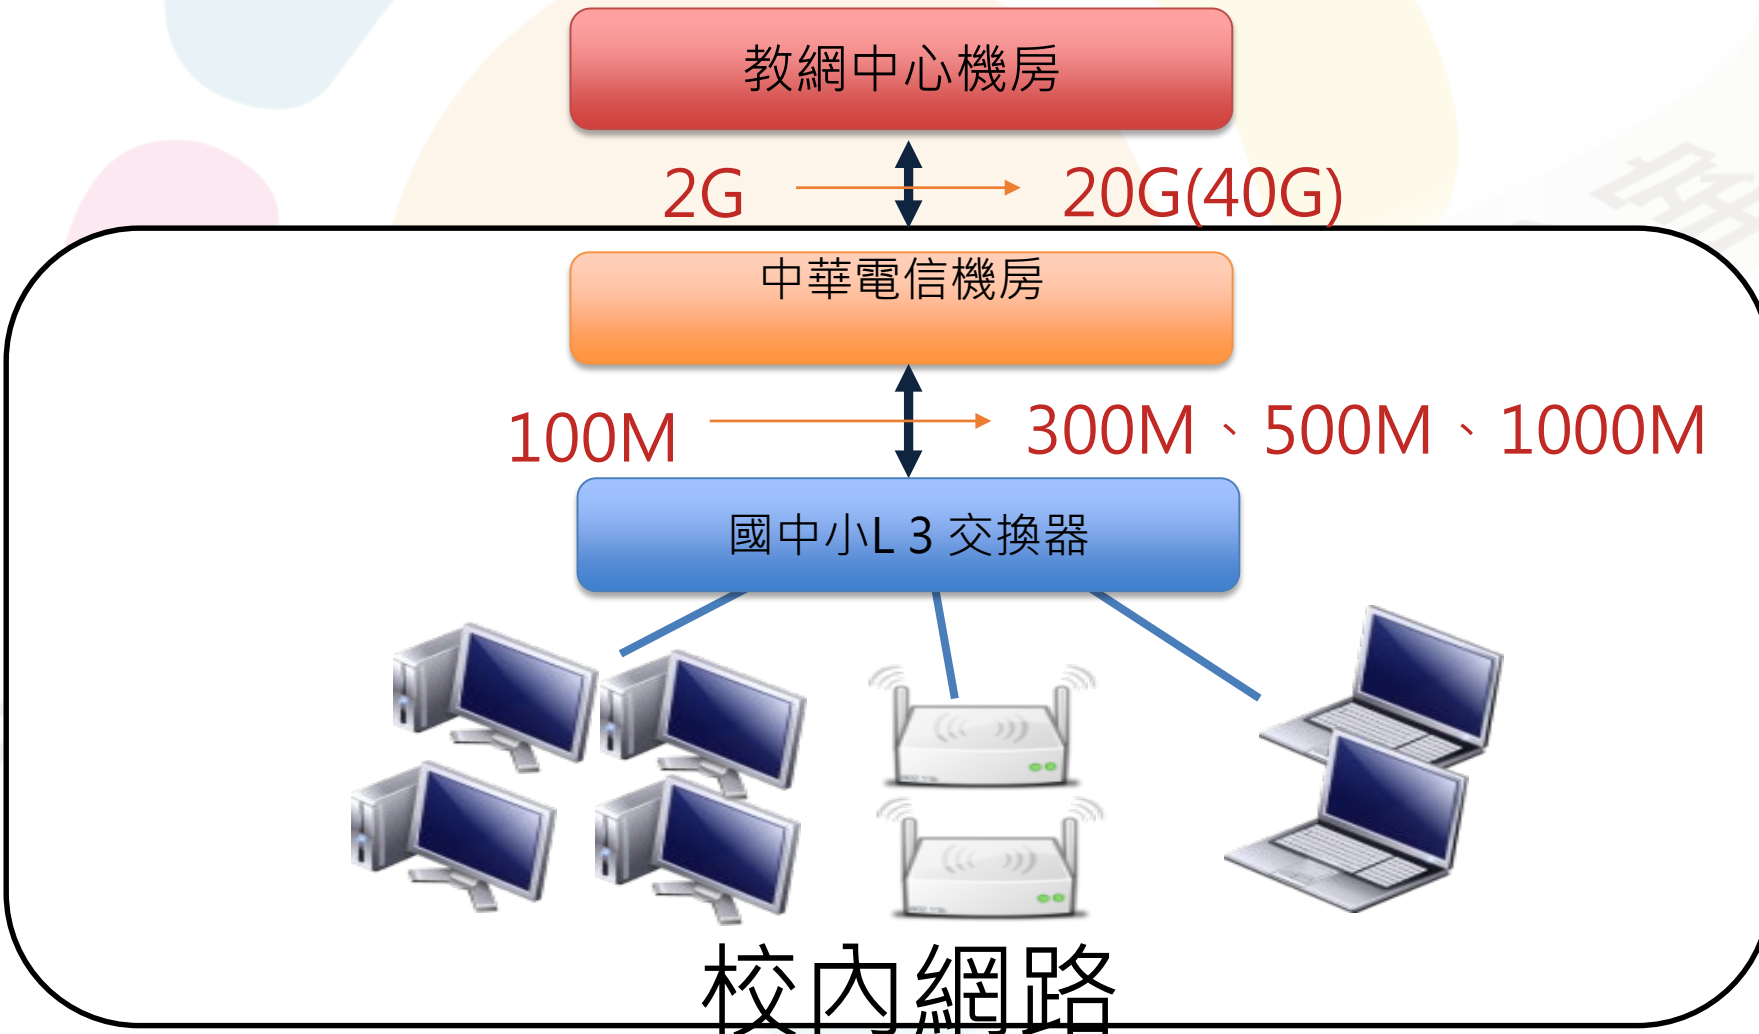 教網中心機房
2G 20G(40G)
中華電信機房
100M 300M、500M、1000M
國中小L 3 交換器
校內網路